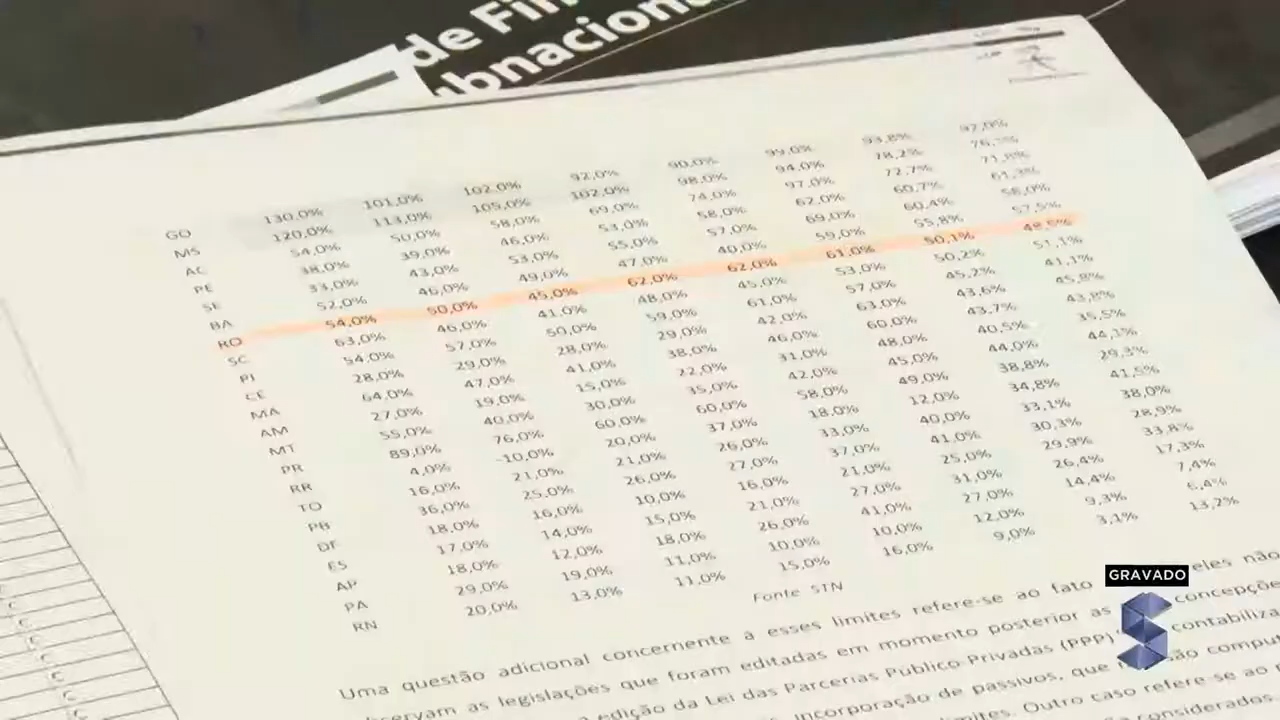 de Fin
bnaciona
GO 130,0% 101,0% 102,0% 92,0% 90,0% 99,0% 93,8% 92,0%
MS 120,0% 113,0% 105,0% 102,0% 98,0% 94,0% 78,2%
AC 54,0% 50,0% 58,0% 69,0% 74,0% 97,0% 72,7% 71,8%
PE 38,0% 39,0% 46,0% 53,0% 58,0% 62,0% 60,7% 61,3%
SE 33,0% 43,0% 53,0% 55,0% 57,0% 69,0% 60,4% 56,0%
BA 52,0% 46,0% 49,0% 47,0% 40,0% 59,0% 55,8% 57,5%
RO 54,0% 50,0% 45,0% 62,0% 62,0% 61,0% 50,1% 48,6%
SC 63,0% 46,0% 41,0% 48,0% 45,0% 53,0% 50,2% 51,1%
PI 54,0% 57,0% 50,0% 59,0% 61,0% 57,0% 45,2% 41,1%
CE 28,0% 29,0% 28,0% 29,0% 42,0% 63,0% 43,6% 45,8%
MA 64,0% 47,0% 41,0% 38,0% 46,0% 60,0% 43,7% 43,8%
AM 27,0% 19,0% 15,0% 22,0% 31,0% 48,0% 40,5% 35,5%
MT 55,0% 40,0% 30,0% 35,0% 42,0% 45,0% 44,0% 44,1%
PR 89,0% 76,0% 60,0% 60,0% 58,0% 49,0% 38,8% 29,3%
RR 4,0% -10,0% 20,0% 37,0% 18,0% 12,0% 34,8% 41,5%
TO 16,0% 21,0% 21,0% 26,0% 33,0% 40,0% 33,1% 38,0%
PB 36,0% 25,0% 26,0% 27,0% 37,0% 41,0% 30,3% 28,9%
DF 18,0% 16,0% 10,0% 16,0% 21,0% 25,0% 29,9% 33,8%
ES 17,0% 14,0% 15,0% 21,0% 27,0% 31,0% 26,4% 17,3%
AP 18,0% 12,0% 18,0% 26,0% 41,0% 27,0% 14,4% 7,4%
PA 29,0% 19,0% 11,0% 10,0% 10,0% 12,0% 9,3% 6,4%
RN 20,0% 13,0% 11,0% 15,0% 16,0% 9,0% 3,1% 13,2%
Fonte STN
Uma questão adicional concernente a esses limites refere-se ao fato eles não
as legislações que foram editadas em momento posterior as concepçõe
edição da Lei das Parcerias Público-Privadas (PPP) contabiliza
incorporação de passivos, que não compu
limites. Outro caso refere-se ao
considerados
GRAVADO